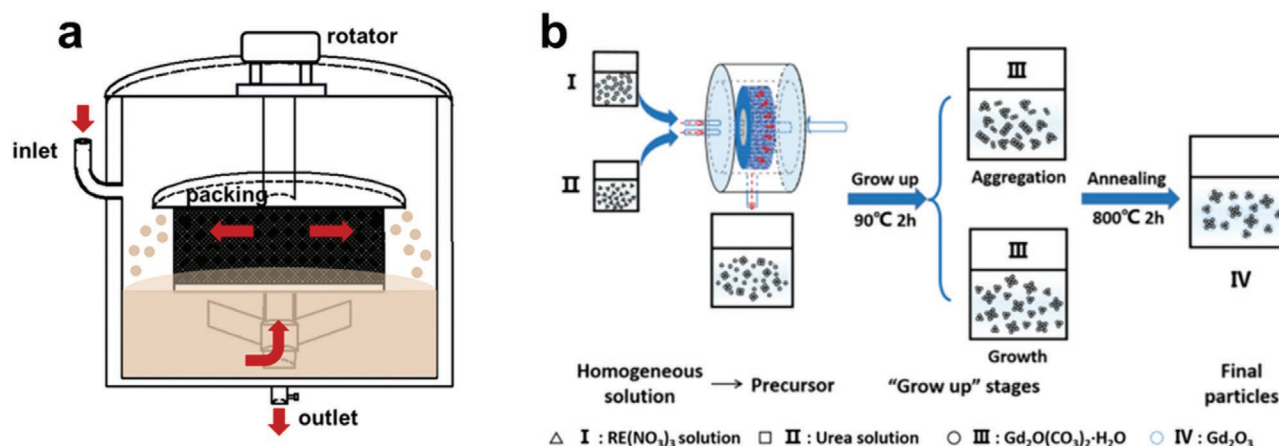 a
rotator
inlet
packing
outlet
b
I
II
Grow up
90℃ 2h
III
Aggregation
III
Growth
Annealing
800℃ 2h
IV
Homogeneous
solution → Precursor
"Grow up" stages
Final
particles
△ I : RE(NO₃)₃ solution □ II : Urea solution ○ III : Gd₂O(CO₃)₂·H₂O ○ IV : Gd₂O₃